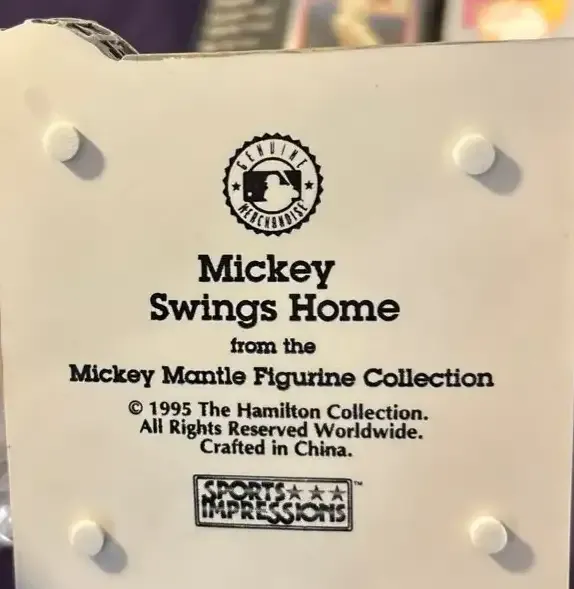 GENUINE
MERCHANDISE
Mickey
Swings Home
from the
Mickey Mantle Figurine Collection
© 1995 The Hamilton Collection.
All Rights Reserved Worldwide.
Crafted in China.
SPORTS
IMPRESSIONS™